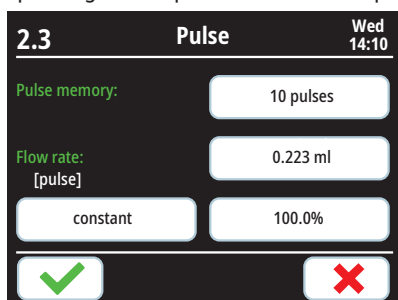 2.3 Pulse Wed
14:10
Pulse memory: 10 pulses
Flow rate: 0.223 ml
[pulse]
constant 100.0%